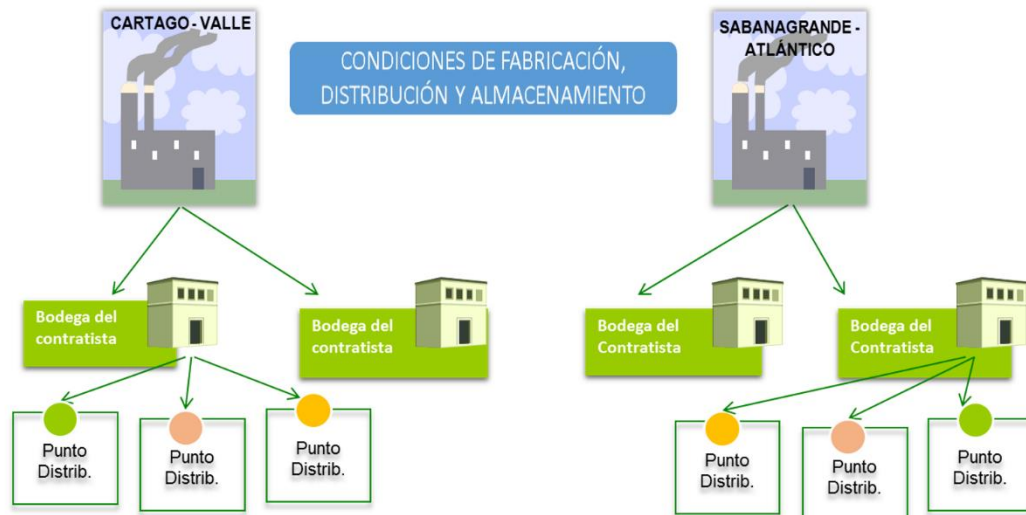 CARTAGO - VALLE
CONDICIONES DE FABRICACIÓN,
DISTRIBUCIÓN Y ALMACENAMIENTO
SABANAGRANDE -
ATLÁNTICO
Bodega del
contratista
Bodega del
contratista
Bodega del
Contratista
Bodega del
Contratista
Punto
Distrib.
Punto
Distrib.
Punto
Distrib.
Punto
Distrib.
Punto
Distrib.
Punto
Distrib.